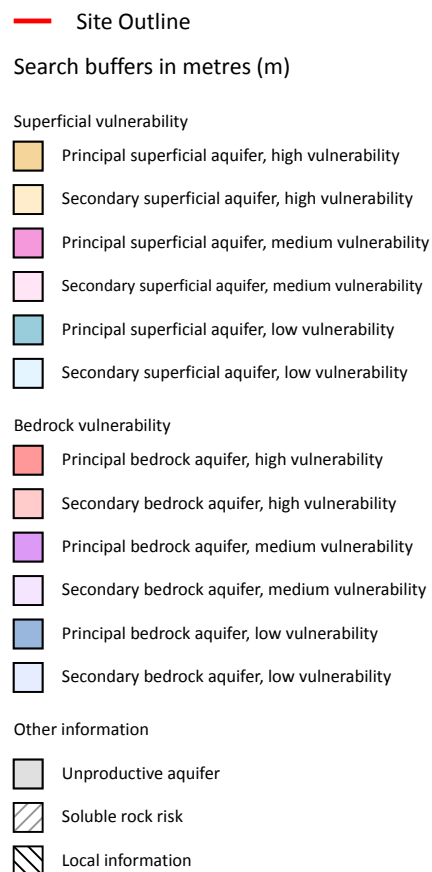 Site Outline
Search buffers in metres (m)
Superficial vulnerability
Principal superficial aquifer, high vulnerability
Secondary superficial aquifer, high vulnerability
Principal superficial aquifer, medium vulnerability
Secondary superficial aquifer, medium vulnerability
Principal superficial aquifer, low vulnerability
Secondary superficial aquifer, low vulnerability
Bedrock vulnerability
Principal bedrock aquifer, high vulnerability
Secondary bedrock aquifer, high vulnerability
Principal bedrock aquifer, medium vulnerability
Secondary bedrock aquifer, medium vulnerability
Principal bedrock aquifer, low vulnerability
Secondary bedrock aquifer, low vulnerability
Other information
Unproductive aquifer
Soluble rock risk
Local information